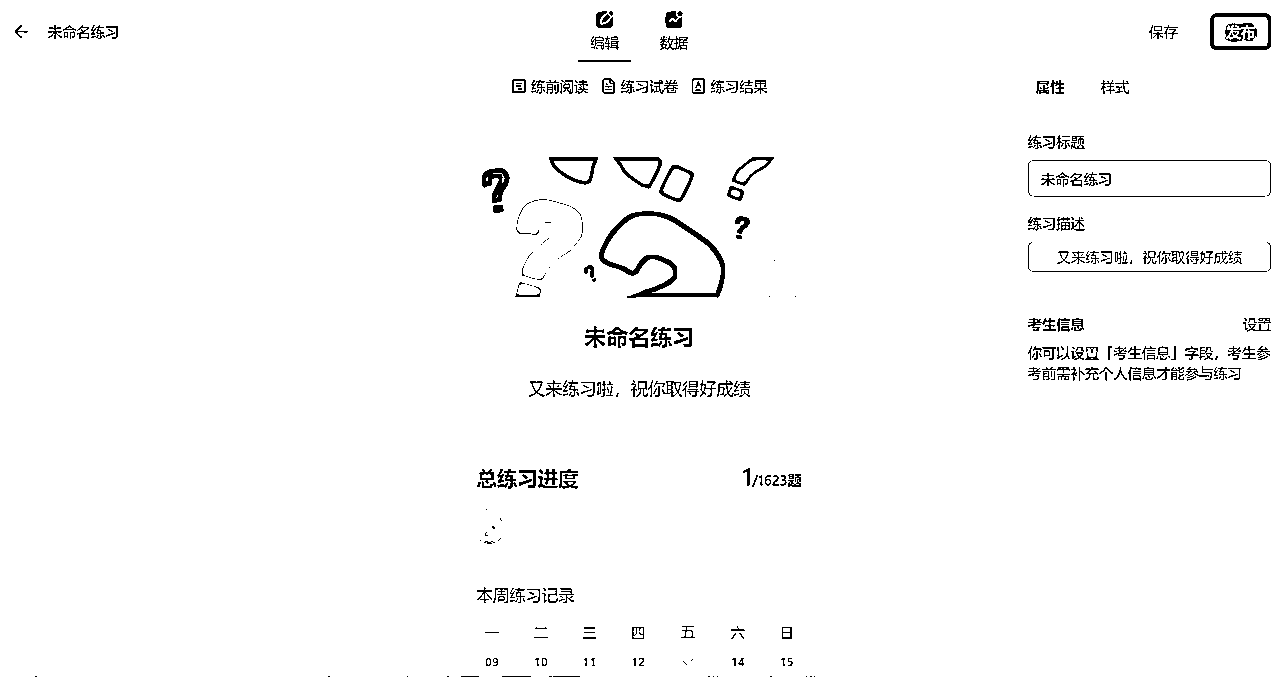 未命名练习
编辑 数据
保存 发布
练前阅读 练习试卷 练习结果
属性 样式
练习标题
未命名练习
练习描述
又来练习啦，祝你取得好成绩
考生信息 设置
你可以设置「考生信息」字段，考生参
考前需补充个人信息才能参与练习
未命名练习
又来练习啦，祝你取得好成绩
总练习进度 1/1623题
本周练习记录
一 二 三 四 五 六 日
09 10 11 12 14 15